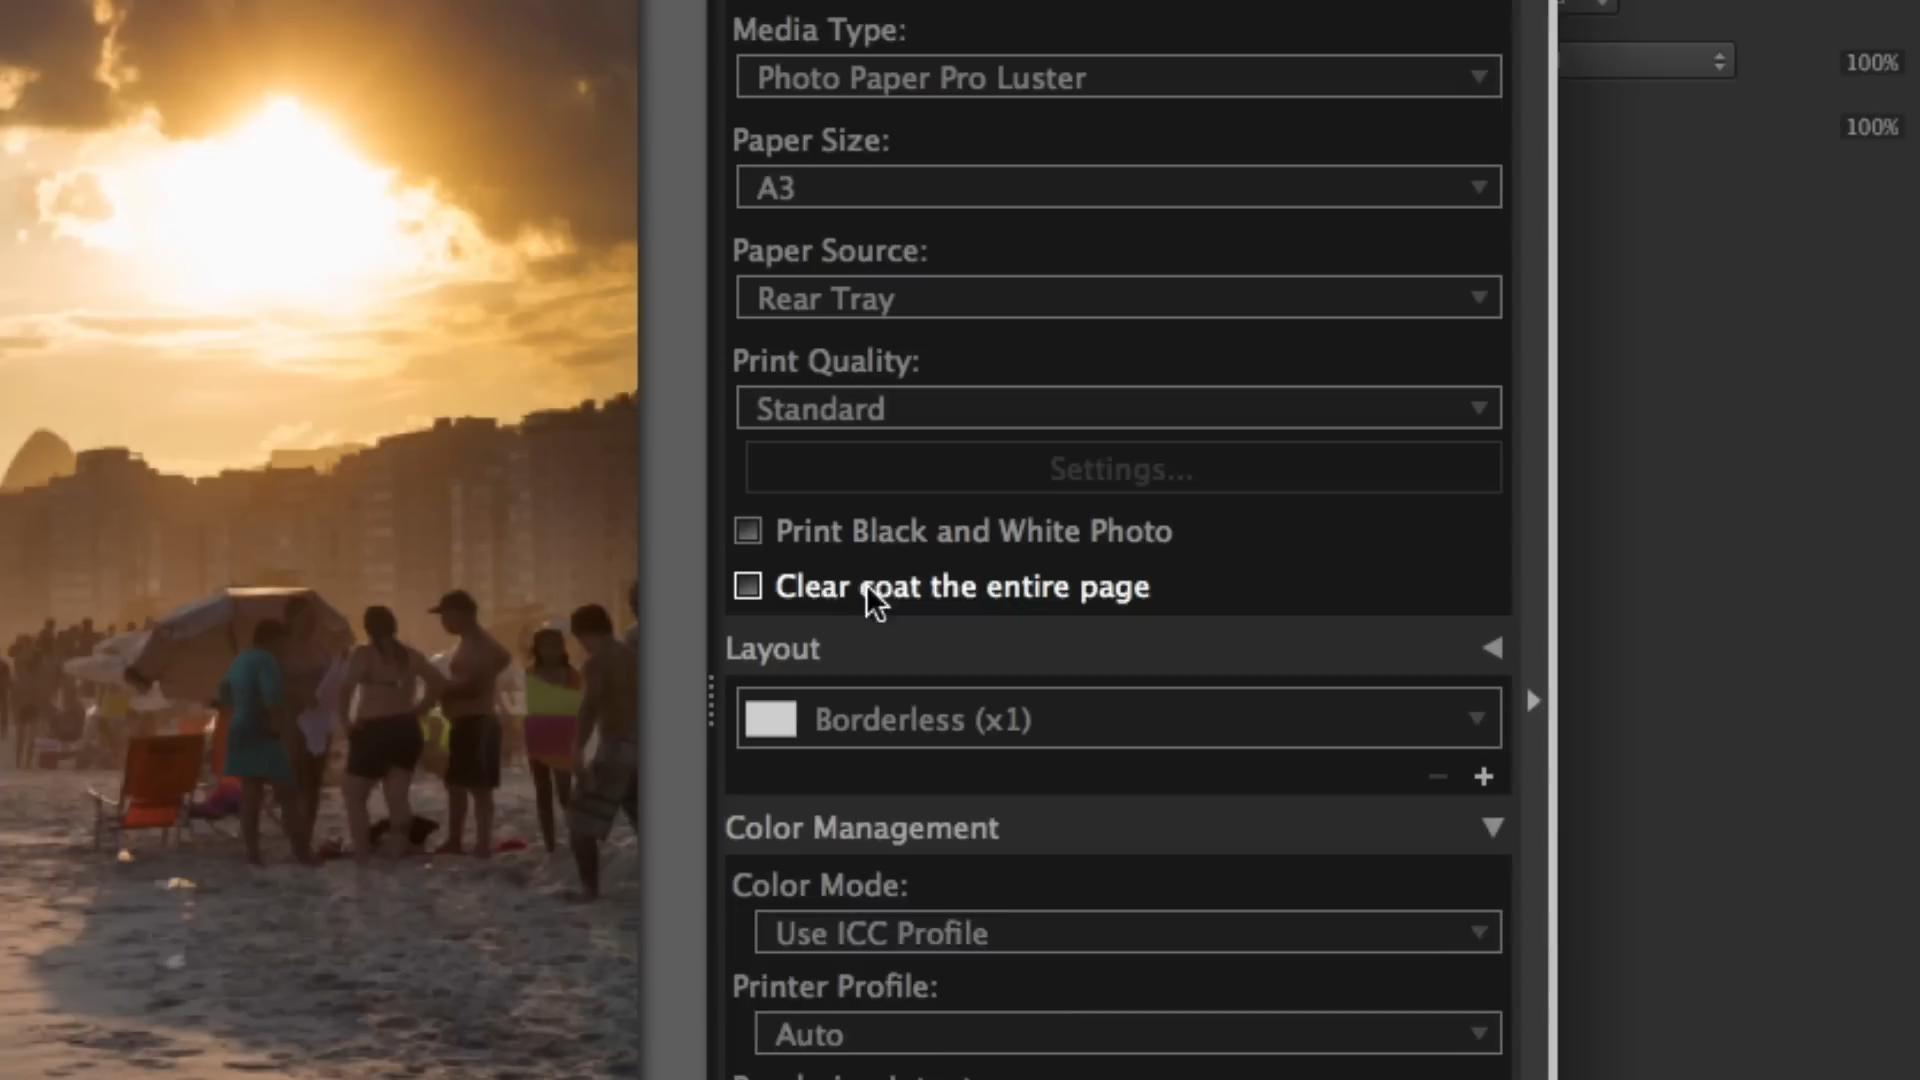 Media Type:
Photo Paper Pro Luster
100%
Paper Size:
100%
A3
Paper Source:
Rear Tray
Print Quality:
Standard
Settings...
Print Black and White Photo
Clear coat the entire page
Layout
Borderless (x1)
Color Management
Color Mode:
Use ICC Profile
Printer Profile:
Auto